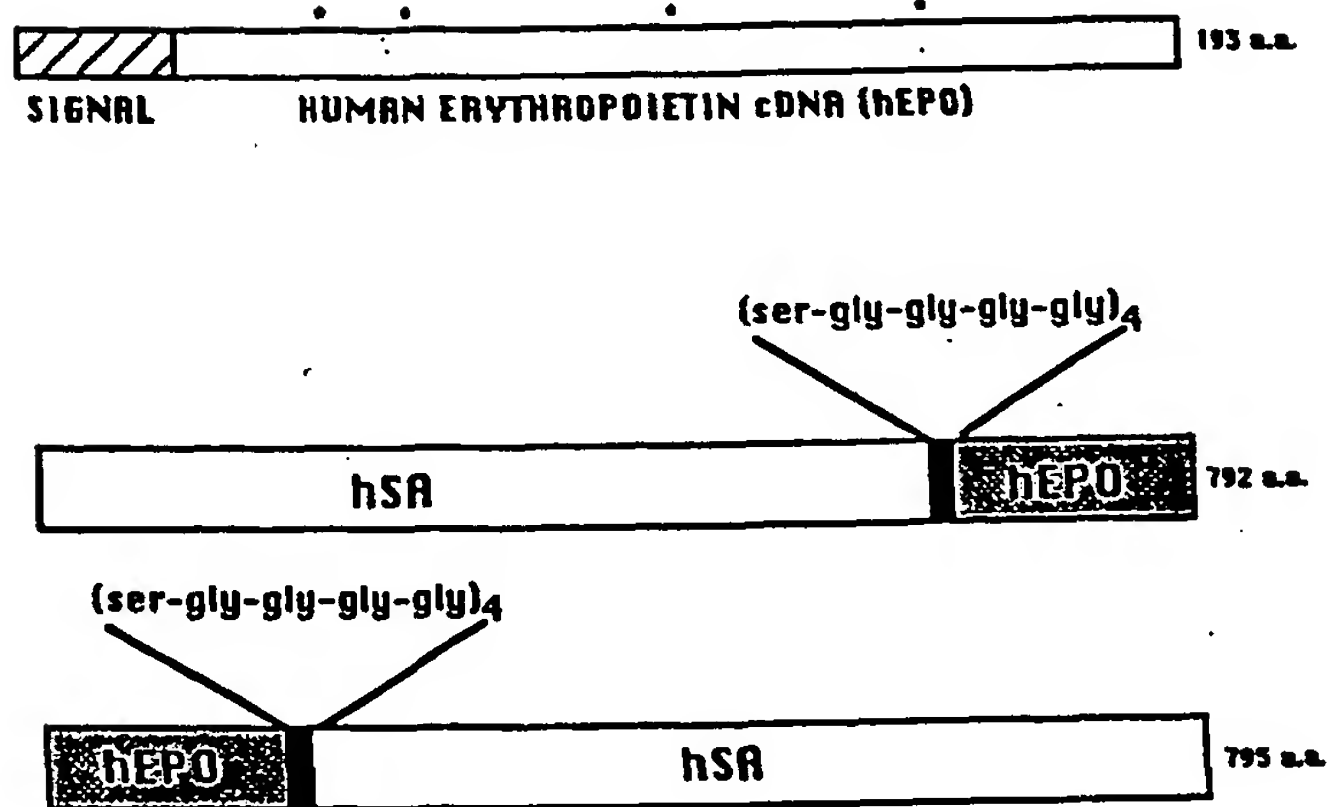 193 a.a.
SIGNAL HUMAN ERYTHROPOIETIN cDNA (hEPO)
(ser-gly-gly-gly-gly)4
hSA hEPO 792 a.a.
(ser-gly-gly-gly-gly)4
hEPO hSA 795 a.a.